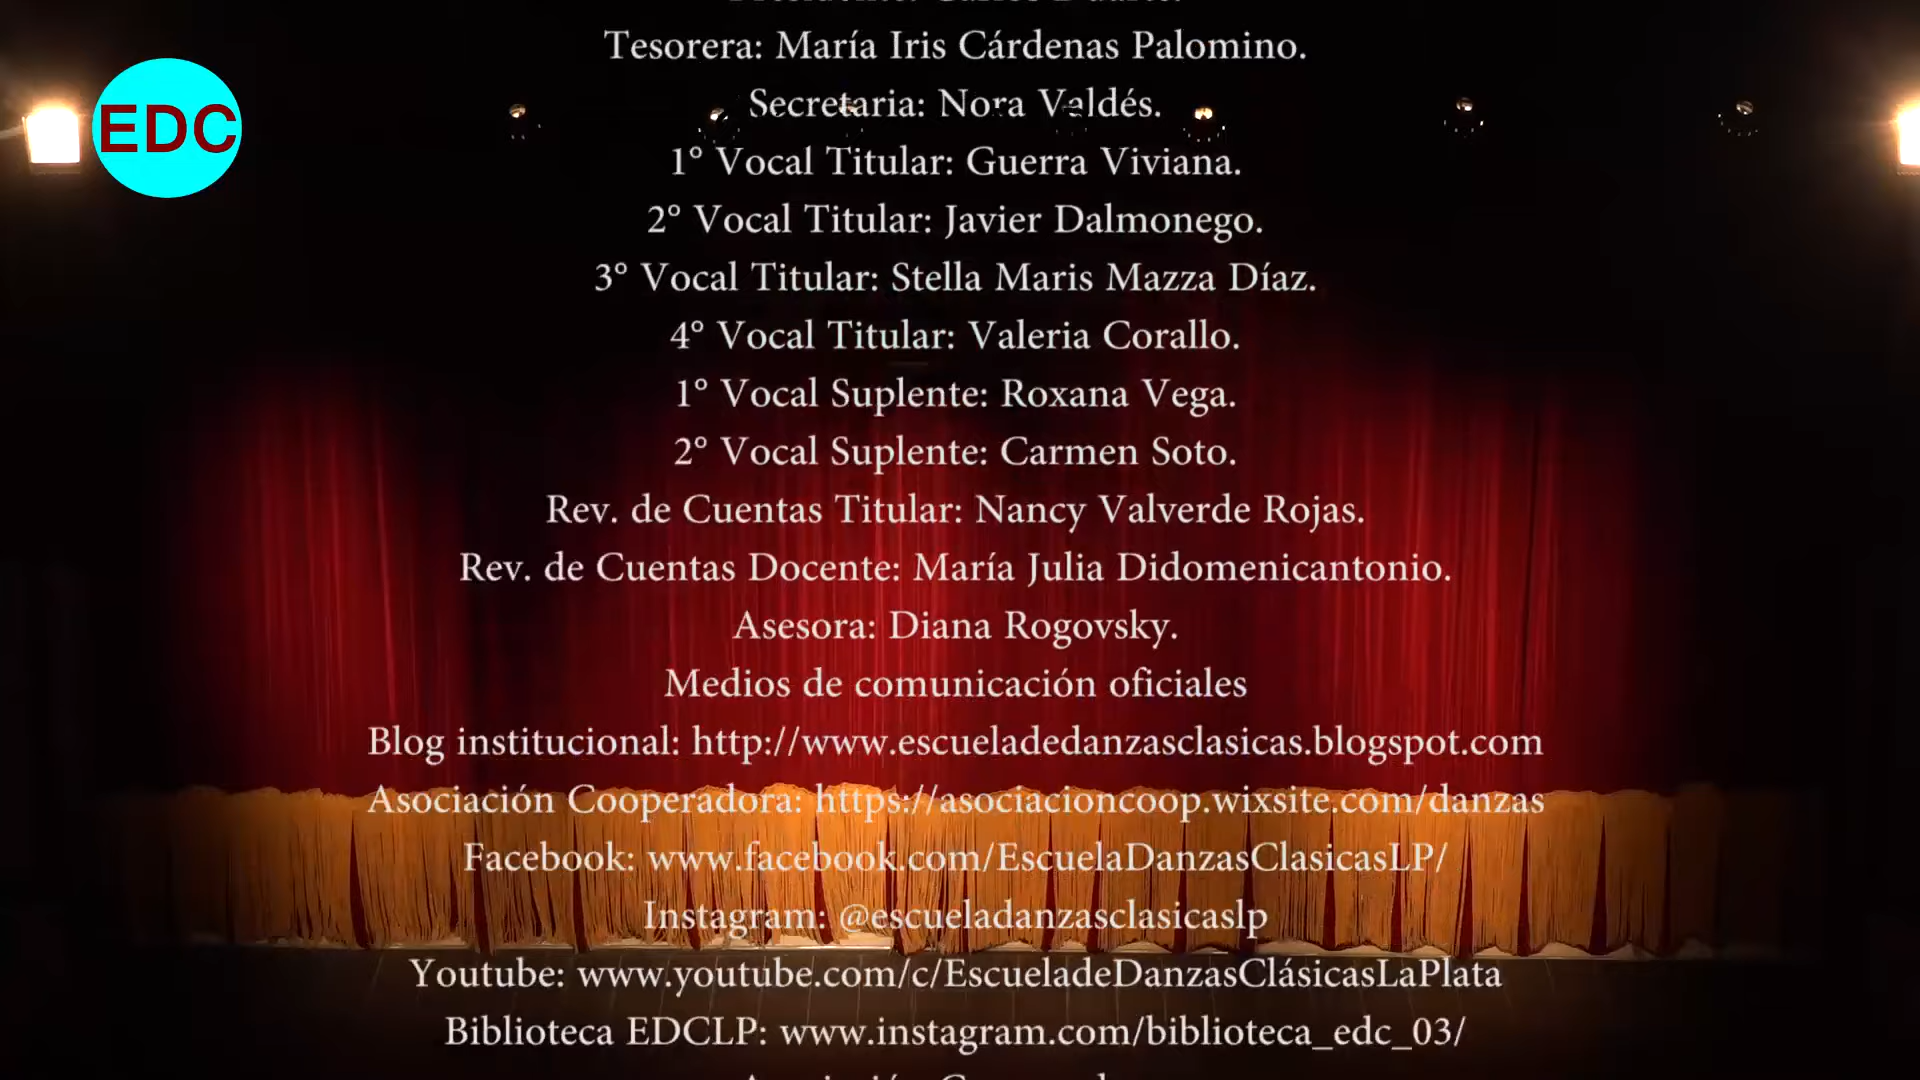 Tesorera: María Iris Cárdenas Palomino.
EDC
Secretaria: Nora Valdés.
1° Vocal Titular: Guerra Viviana.
2° Vocal Titular: Javier Dalmonego.
3° Vocal Titular: Stella Maris Mazza Díaz.
4° Vocal Titular: Valeria Corallo.
1° Vocal Suplente: Roxana Vega.
2° Vocal Suplente: Carmen Soto.
Rev. de Cuentas Titular: Nancy Valverde Rojas.
Rev. de Cuentas Docente: María Julia Didomenicantonio.
Asesora: Diana Rogovsky.
Medios de comunicación oficiales
Blog institucional: http://www.escueladedanzasclasicas.blogspot.com
Asociación Cooperadora: https://asociacioncoop.wixsite.com/danzas
Facebook: www.facebook.com/EscuelaDanzasClasicasLP/
Instagram: @escueladanzasclasicaslp
Youtube: www.youtube.com/c/EscueladeDanzasClásicasLaPlata
Biblioteca EDCLP: www.instagram.com/biblioteca_edc_03/